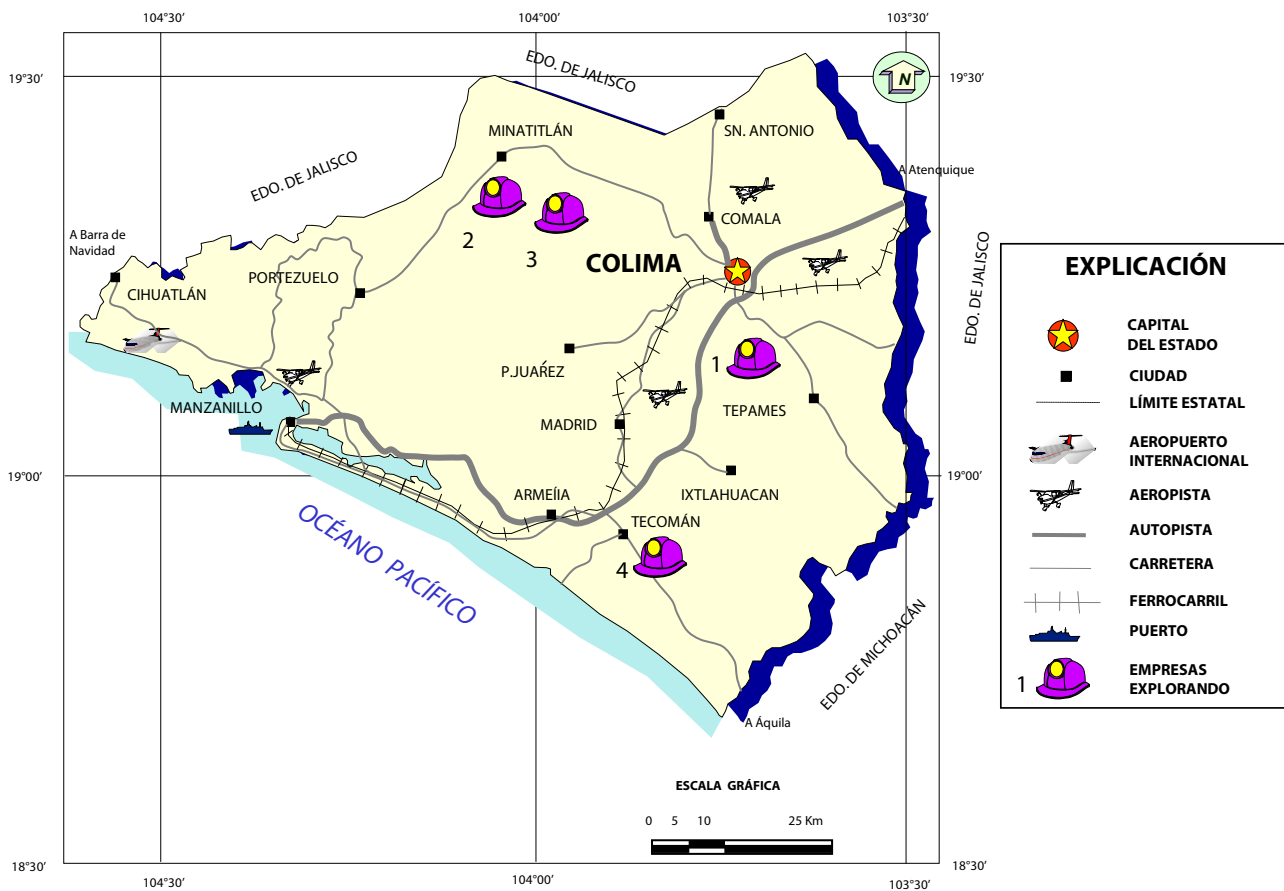 104°30'
104°00'
103°30'
19°30'
19°30'
EDO. DE JALISCO
N
MINATITLÁN
SN. ANTONIO
EDO. DE JALISCO
A Atenquique
COMALA
A Barra de
Navidad
2
3
COLIMA
EDO. DE JALISCO
PORTEZUELO
CIHUATLÁN
1
P.JUAŔEZ
TEPAMES
MANZANILLO
MADRID
19°00'
19°00'
IXTLAHUACAN
ARMEÍIA
TECOMÁN
4
OCÉANO PACÍFICO
EDO. DE MICHOACÁN
A Áquila
ESCALA GRÁFICA
0 5 10 25 Km
18°30'
18°30'
104°30'
104°00'
103°30'
EXPLICACIÓN
CAPITAL
DEL ESTADO
CIUDAD
LÍMITE ESTATAL
AEROPUERTO
INTERNACIONAL
AEROPISTA
AUTOPISTA
CARRETERA
FERROCARRIL
PUERTO
1
EMPRESAS
EXPLORANDO